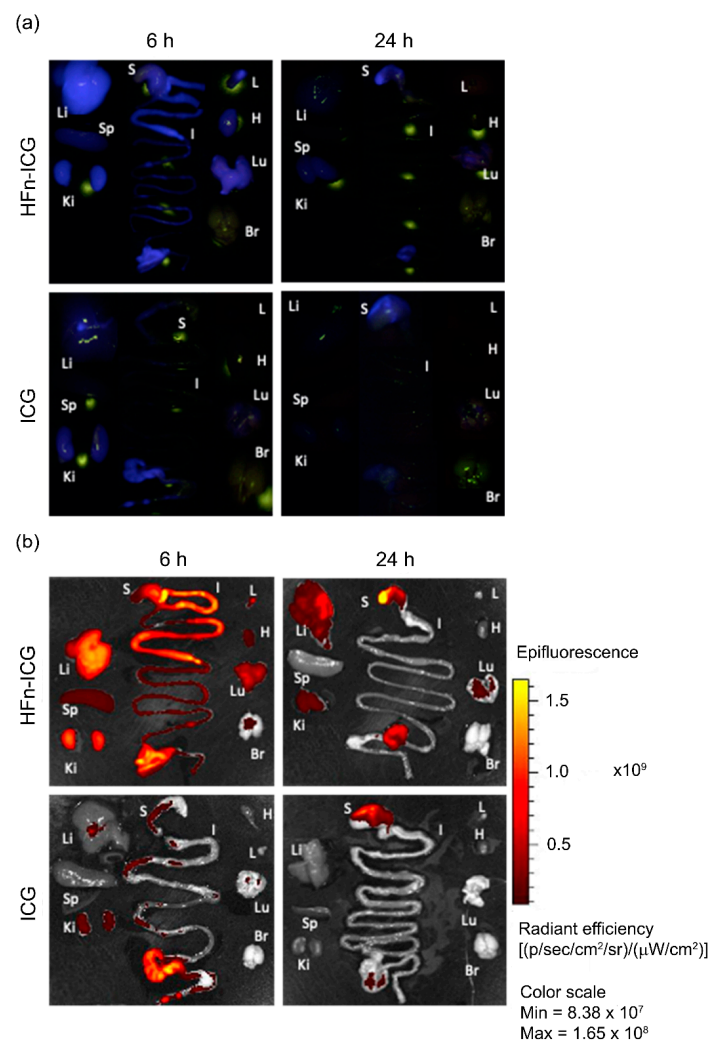 (a)
6 h
24 h
HFn-ICG
S
L
Li
H
Sp
I
Lu
Ki
Br
S
L
Li
H
I
Sp
Lu
Ki
Br
ICG
L
S
Li
H
I
Sp
Lu
Ki
Br
Li
S
L
H
I
Sp
Lu
Ki
Br
(b)
6 h
24 h
HFn-ICG
S
I
L
H
Li
Lu
Sp
Ki
Br
S
L
I
H
Li
Lu
Sp
Ki
Br
ICG
S
H
I
Li
L
Sp
Lu
Ki
Br
S
L
I
H
Li
Lu
Sp
Ki
Br
Epifluorescence
1.5
1.0
x10⁹
0.5
Radiant efficiency
[(p/sec/cm²/sr)/(μW/cm²)]
Color scale
Min = 8.38 x 10⁷
Max = 1.65 x 10⁸